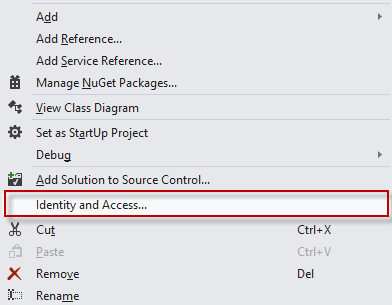 Add
Add Reference...
Add Service Reference...
Manage NuGet Packages...
View Class Diagram
Set as StartUp Project
Debug
Add Solution to Source Control...
Identity and Access...
Cut Ctrl+X
Paste Ctrl+V
Remove Del
Rename